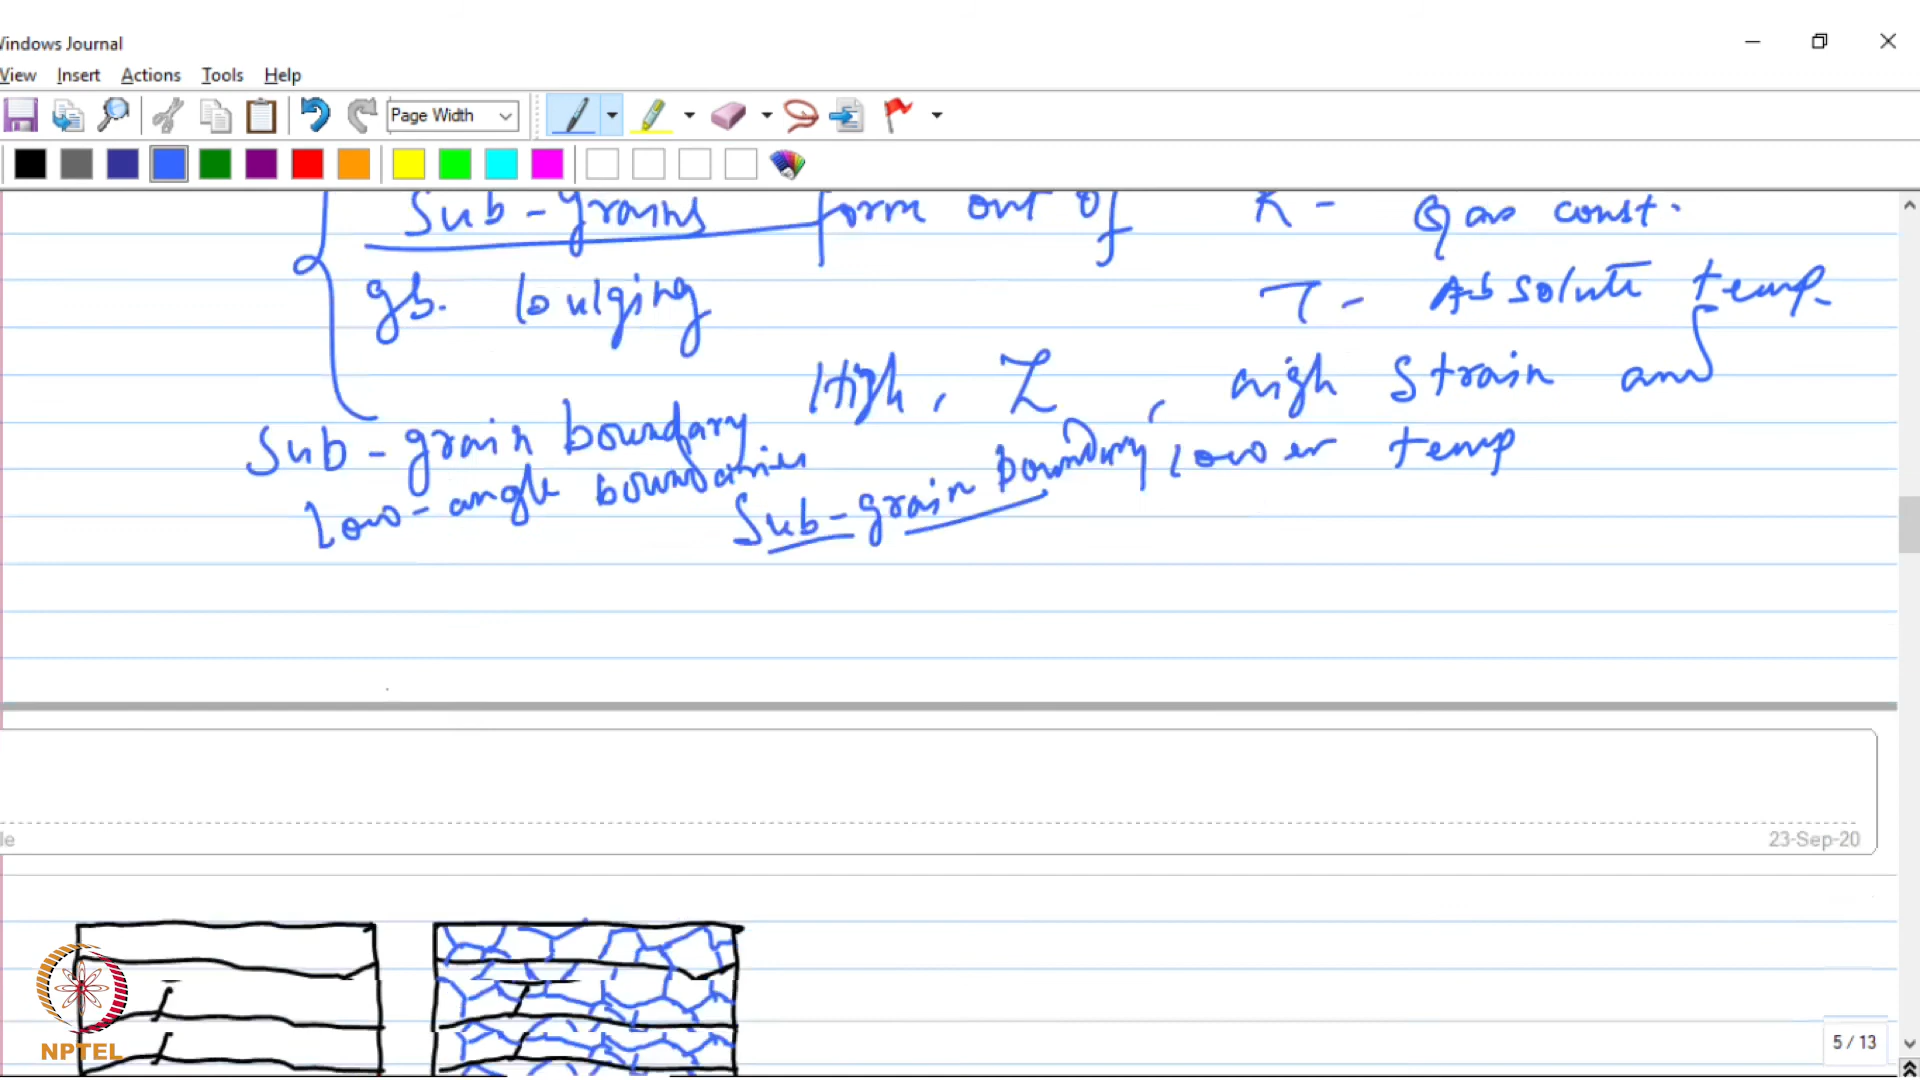 Windows Journal
View Insert Actions Tools Help
Page Width
Sub-grains form out of
gb. bulging
R - Gas const.
T - Absolute temp.
High, Z, high strain and
lower temp
Sub-grain boundary
low-angle boundaries
Sub-grain boundary
23-Sep-20
NPTEL
5 / 13